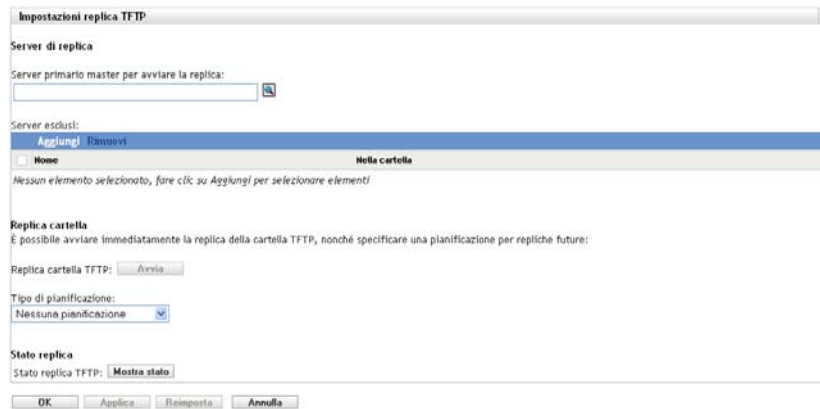 Impostazioni replica TFTP
Server di replica
Server primario master per avviare la replica:
Server esclusi:
Aggiungi Rimuovi
Nome Nella cartella
Nessun elemento selezionato, fare clic su Aggiungi per selezionare elementi
Replica cartella
È possibile avviare immediatamente la replica della cartella TFTP, nonché specificare una pianificazione per repliche future:
Replica cartella TFTP: Avvia
Tipo di pianificazione:
Nessuna pianificazione
Stato replica
Stato replica TFTP: Mostra stato
OK Applica Reimposta Annulla